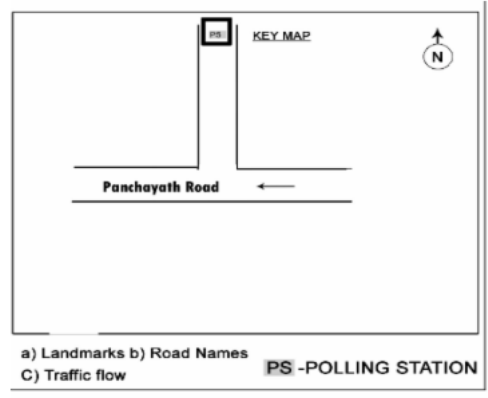 PS KEY MAP
N
Panchayath Road
a) Landmarks b) Road Names
C) Traffic flow
PS -POLLING STATION